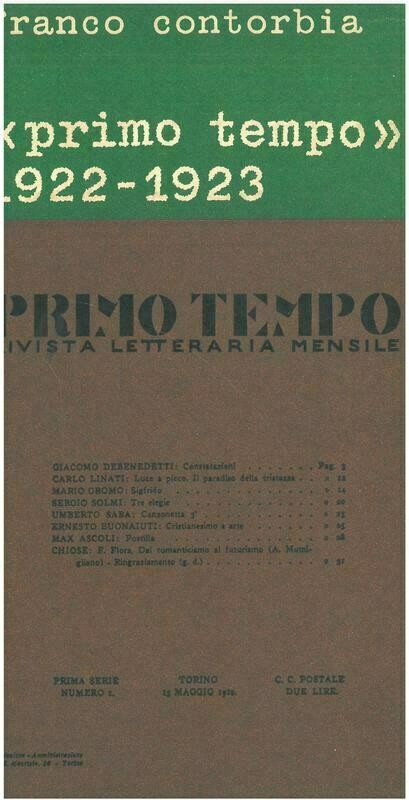 franco contorbia
«primo tempo»
1922-1923
PRIMO TEMPO
RIVISTA LETTERARIA MENSILE
GIACOMO DEBENEDETTI: Constatazioni . . . . . . . Pag. 3
CARLO LINATI: Luce a picco. Il paradiso della tristezza . . » 12
MARIO GROMO: Sigfrido . . . . . . . . . . . » 14
SERGIO SOLMI: Tre elegie . . . . . . . . . . » 20
UMBERTO SABA: Canzonetta 3ª . . . . . . . . » 23
ERNESTO BUONAIUTI: Cristianesimo e arte . . . . . » 25
MAX ASCOLI: Postilla . . . . . . . . . . . » 28
CHIOSE: F. Flora, Dal romanticismo al futurismo (A. Momi-
gliano) - Ringraziamento (g. d.) . . . . . . . . » 31
PRIMA SERIE TORINO C. C. POSTALE
NUMERO 1. 15 MAGGIO 1922. DUE LIRE.
Amministrazione
- Torino